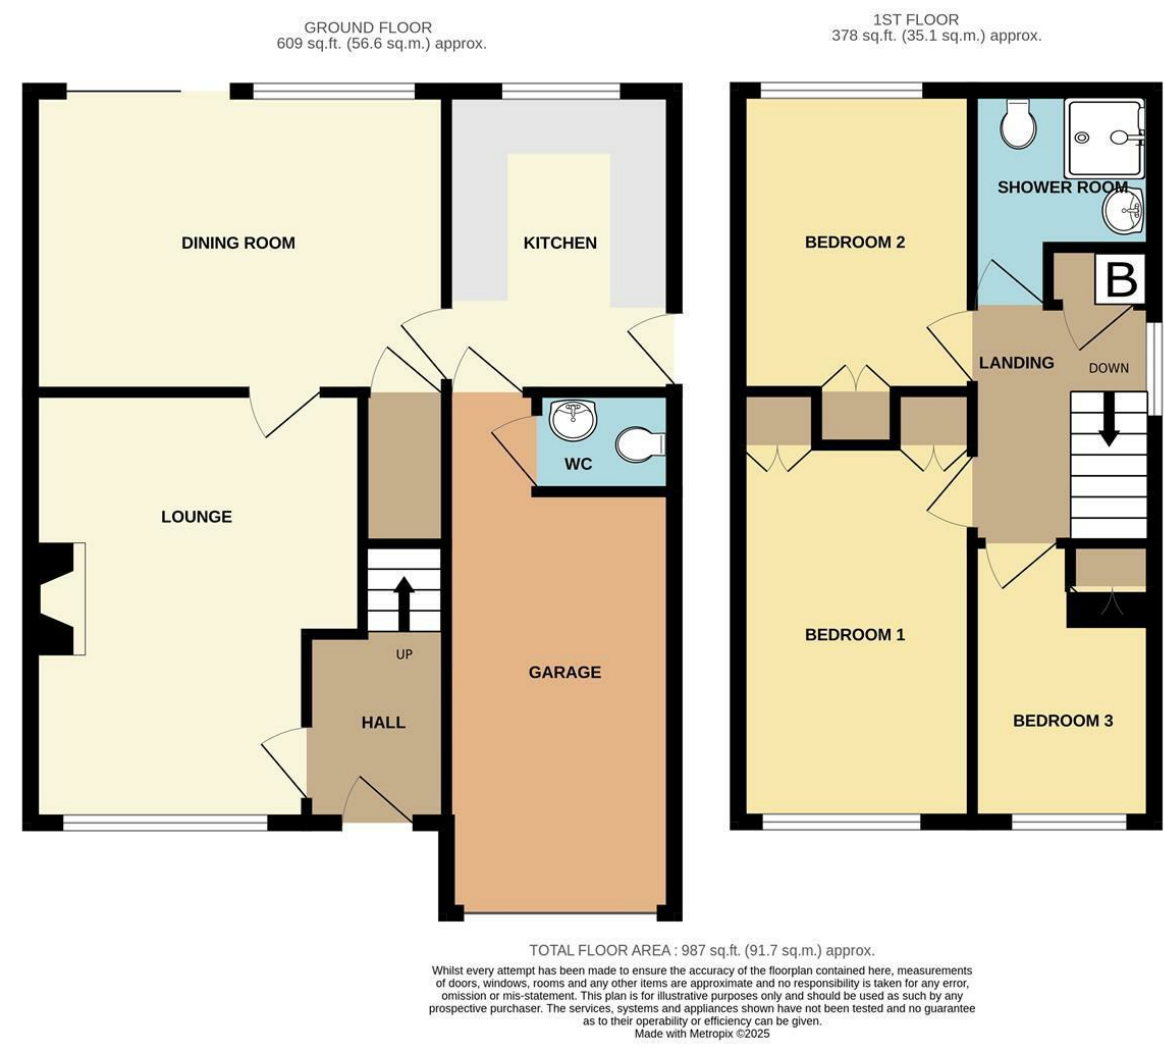 GROUND FLOOR
609 sq.ft. (56.6 sq.m.) approx.
1ST FLOOR
378 sq.ft. (35.1 sq.m.) approx.
DINING ROOM
KITCHEN
WC
LOUNGE
UP
HALL
GARAGE
SHOWER ROOM
BEDROOM 2
B
LANDING
DOWN
BEDROOM 1
BEDROOM 3
TOTAL FLOOR AREA : 987 sq.ft. (91.7 sq.m.) approx.
Whilst every attempt has been made to ensure the accuracy of the floorplan contained here, measurements
of doors, windows, rooms and any other items are approximate and no responsibility is taken for any error,
omission or mis-statement. This plan is for illustrative purposes only and should be used as such by any
prospective purchaser. The services, systems and appliances shown have not been tested and no guarantee
as to their operability or efficiency can be given.
Made with Metropix ©2025